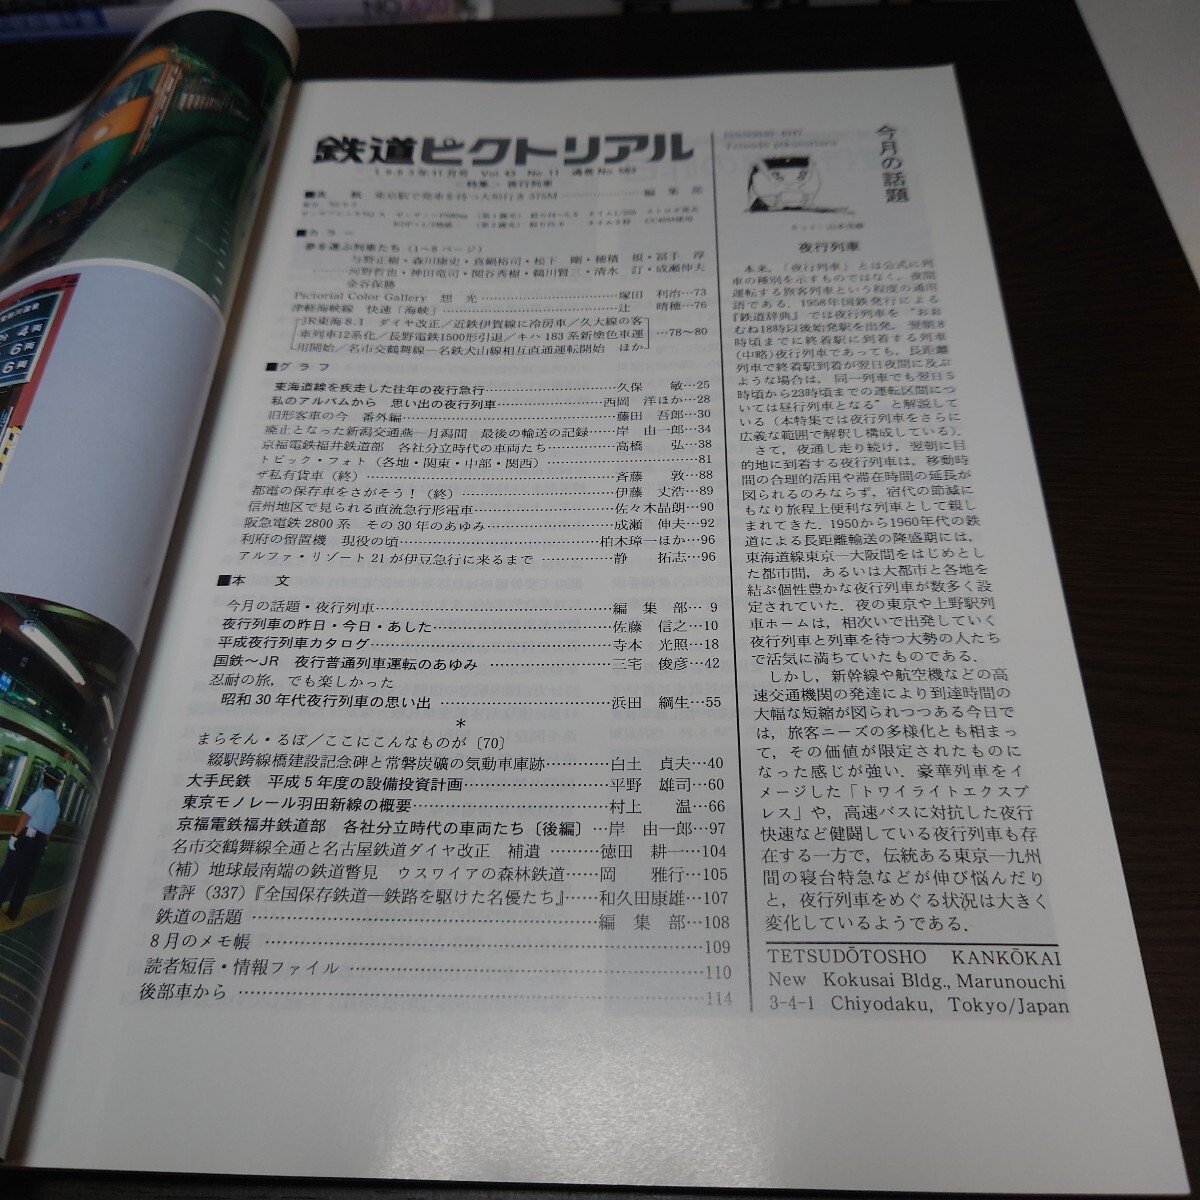 鉄道ピクトリアル
1993年11月号 Vol 43 No 11 通巻No 583
＜特集＞ 夜行列車
■表 紙 東京駅で発車を待つ大垣行き375M……編集部
■カラー
夢を運ぶ列車たち（1〜8ページ）
与野正樹・森川康史・真鍋裕司・松下 剛・穂積 規・冨手 淳
……河野哲也・神田竜司・関谷秀樹・鵜川賢三・清水 訂・成瀬伸夫
金谷保勝
Pictorial Color Gallery 想 光……塚田 利治…73
津軽海峡線 快速「海峡」……辻 晴穂…76
JR東海8.1 ダイヤ改正／近鉄伊賀線に冷房車／久大線の客
車列車12系化／長野電鉄1500形引退／キハ183系新塗色車運
用開始／名市交鶴舞線―名鉄犬山線相互直通運転開始 ほか
…78〜80
■グラフ
東海道線を疾走した往年の夜行急行……久保 敏…25
私のアルバムから 思い出の夜行列車……西岡 洋ほか…28
旧形客車の今 番外編……藤田 吾郎…30
廃止となった新潟交通燕―月潟間 最後の輸送の記録……岸 由一郎…34
京福電鉄福井鉄道部 各社分立時代の車両たち……高橋 弘…38
トピック・フォト（各地・関東・中部・関西）……81
ザ私有貨車（終）……斉藤 敦…88
都電の保存車をさがそう！（終）……伊藤 丈浩…89
信州地区で見られる直流急行形電車……佐々木晶朗…90
阪急電鉄2800系 その30年のあゆみ……成瀬 伸夫…92
利府の留置機 現役の頃……柏木璋一ほか…96
アルファ・リゾート21が伊豆急行に来るまで……静 拓志…96
■本 文
今月の話題・夜行列車……編集部…9
夜行列車の昨日・今日・あした……佐藤 信之…10
平成夜行列車カタログ……寺本 光照…18
国鉄〜JR 夜行普通列車運転のあゆみ……三宅 俊彦…42
忍耐の旅，でも楽しかった
昭和30年代夜行列車の思い出……浜田 綱生…55
＊
まらそん・るぽ／ここにこんなものが〔70〕
綴駅跨線橋建設記念碑と常磐炭礦の気動車庫跡……白土 貞夫…40
大手民鉄 平成5年度の設備投資計画……平野 雄司…60
東京モノレール羽田新線の概要……村上 温…66
京福電鉄福井鉄道部 各社分立時代の車両たち〔後編〕…岸 由一郎…97
名市交鶴舞線全通と名古屋鉄道ダイヤ改正 補遺……徳田 耕一…104
（補）地球最南端の鉄道瞥見 ウスワイアの森林鉄道……岡 雅行…105
書評（337）『全国保存鉄道―鉄路を駆けた名優たち』……和久田康雄…107
鉄道の話題……編集部…108
8月のメモ帳……109
読者短信・情報ファイル……110
後部車から……114
今月の話題
夜行列車
本来，「夜行列車」とは公式に列
車の種別を示すものではなく，夜間
運転する旅客列車という程度の通用
語である．1958年国鉄発行による
『鉄道辞典』では夜行列車を“おお
むね18時以後始発駅を出発，翌朝8
時頃までに終着駅に到着する列車
(中略)夜行列車であっても，長距離
列車で終着駅到着が翌日夜間に及ぶ
ような場合は，同一列車でも翌日5
時頃から23時頃までの運転区間につ
いては昼行列車となる”と解説して
いる（本特集では夜行列車をさらに
広義な範囲で解釈し構成している）．
さて，夜通し走り続け，翌朝に目
的地に到着する夜行列車は，移動時
間の合理的活用や滞在時間の延長が
図られるのみならず，宿代の節減に
もなり旅程上便利な列車として親し
まれてきた．1950から1960年代の鉄
道による長距離輸送の隆盛期には，
東海道線東京―大阪間をはじめとし
た都市間，あるいは大都市と各地を
結ぶ個性豊かな夜行列車が数多く設
定されていた．夜の東京や上野駅列
車ホームは，相次いで出発していく
夜行列車と列車を待つ大勢の人たち
で活気に満ちていたものである．
しかし，新幹線や航空機などの高
速交通機関の発達により到達時間の
大幅な短縮が図られつつある今日で
は，旅客ニーズの多様化とも相まっ
て，その価値が限定されたものに
なった感じが強い．豪華列車をイ
メージした「トワイライトエクスプ
レス」や，高速バスに対抗した夜行
快速など健闘している夜行列車も存
在する一方で，伝統ある東京―九州
間の寝台特急などが伸び悩んだり
と，夜行列車をめぐる状況は大きく
変化しているようである．
TETSUDŌTOSHO KANKŌKAI
New Kokusai Bldg., Marunouchi
3-4-1 Chiyodaku, Tokyo/Japan